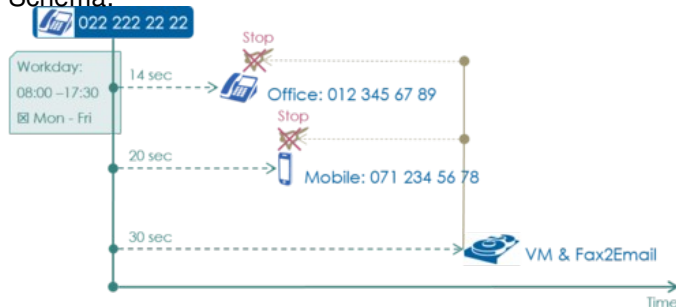 Schema:
022 222 22 22
Stop
Workday:
08:00 –17:30
☒ Mon - Fri
14 sec
Office: 012 345 67 89
Stop
20 sec
Mobile: 071 234 56 78
30 sec
VM & Fax2Email
Time